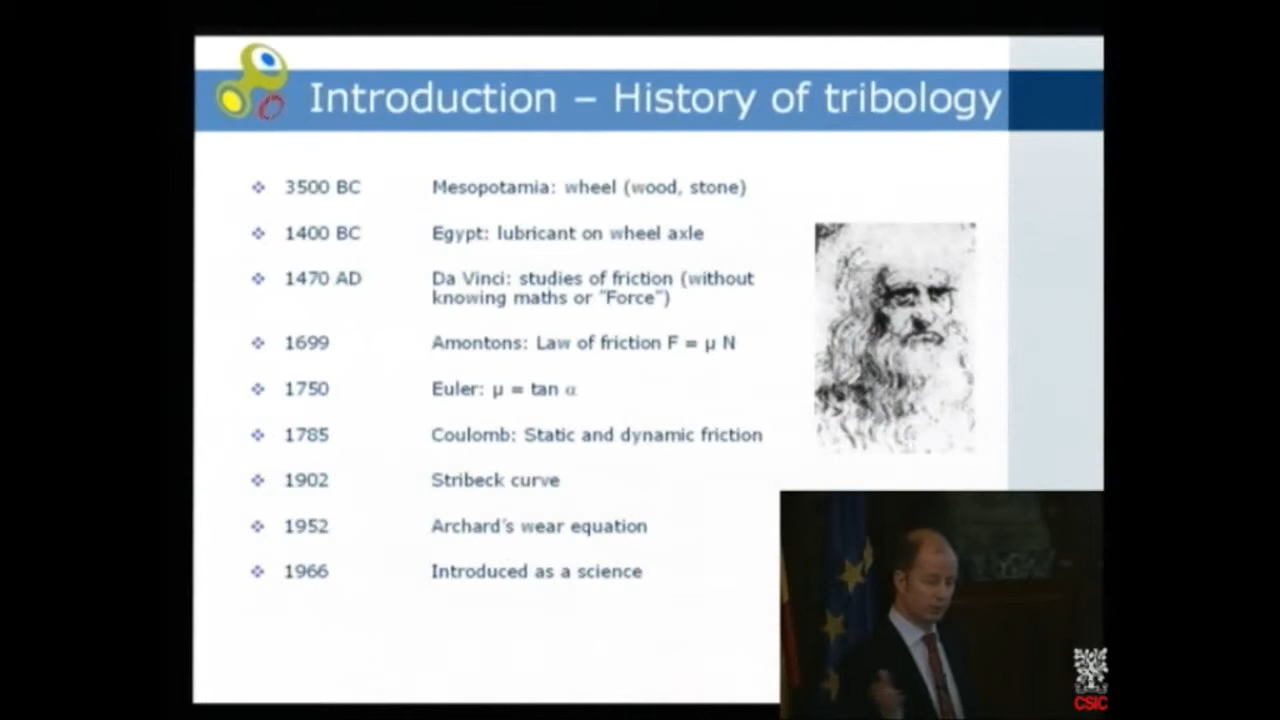 Introduction – History of tribology
3500 BC Mesopotamia: wheel (wood, stone)
1400 BC Egypt: lubricant on wheel axle
1470 AD Da Vinci: studies of friction (without
knowing maths or "Force")
1699 Amontons: Law of friction F = µ N
1750 Euler: µ = tan α
1785 Coulomb: Static and dynamic friction
1902 Stribeck curve
1952 Archard's wear equation
1966 Introduced as a science
CSIC